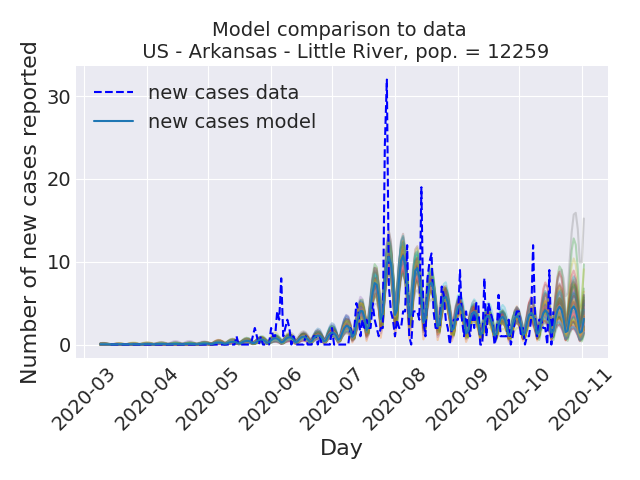 Model comparison to data
US - Arkansas - Little River, pop. = 12259
Number of new cases reported
30
20
10
0
new cases data
new cases model
2020-03
2020-04
2020-05
2020-06
2020-07
2020-08
2020-09
2020-10
2020-11
Day